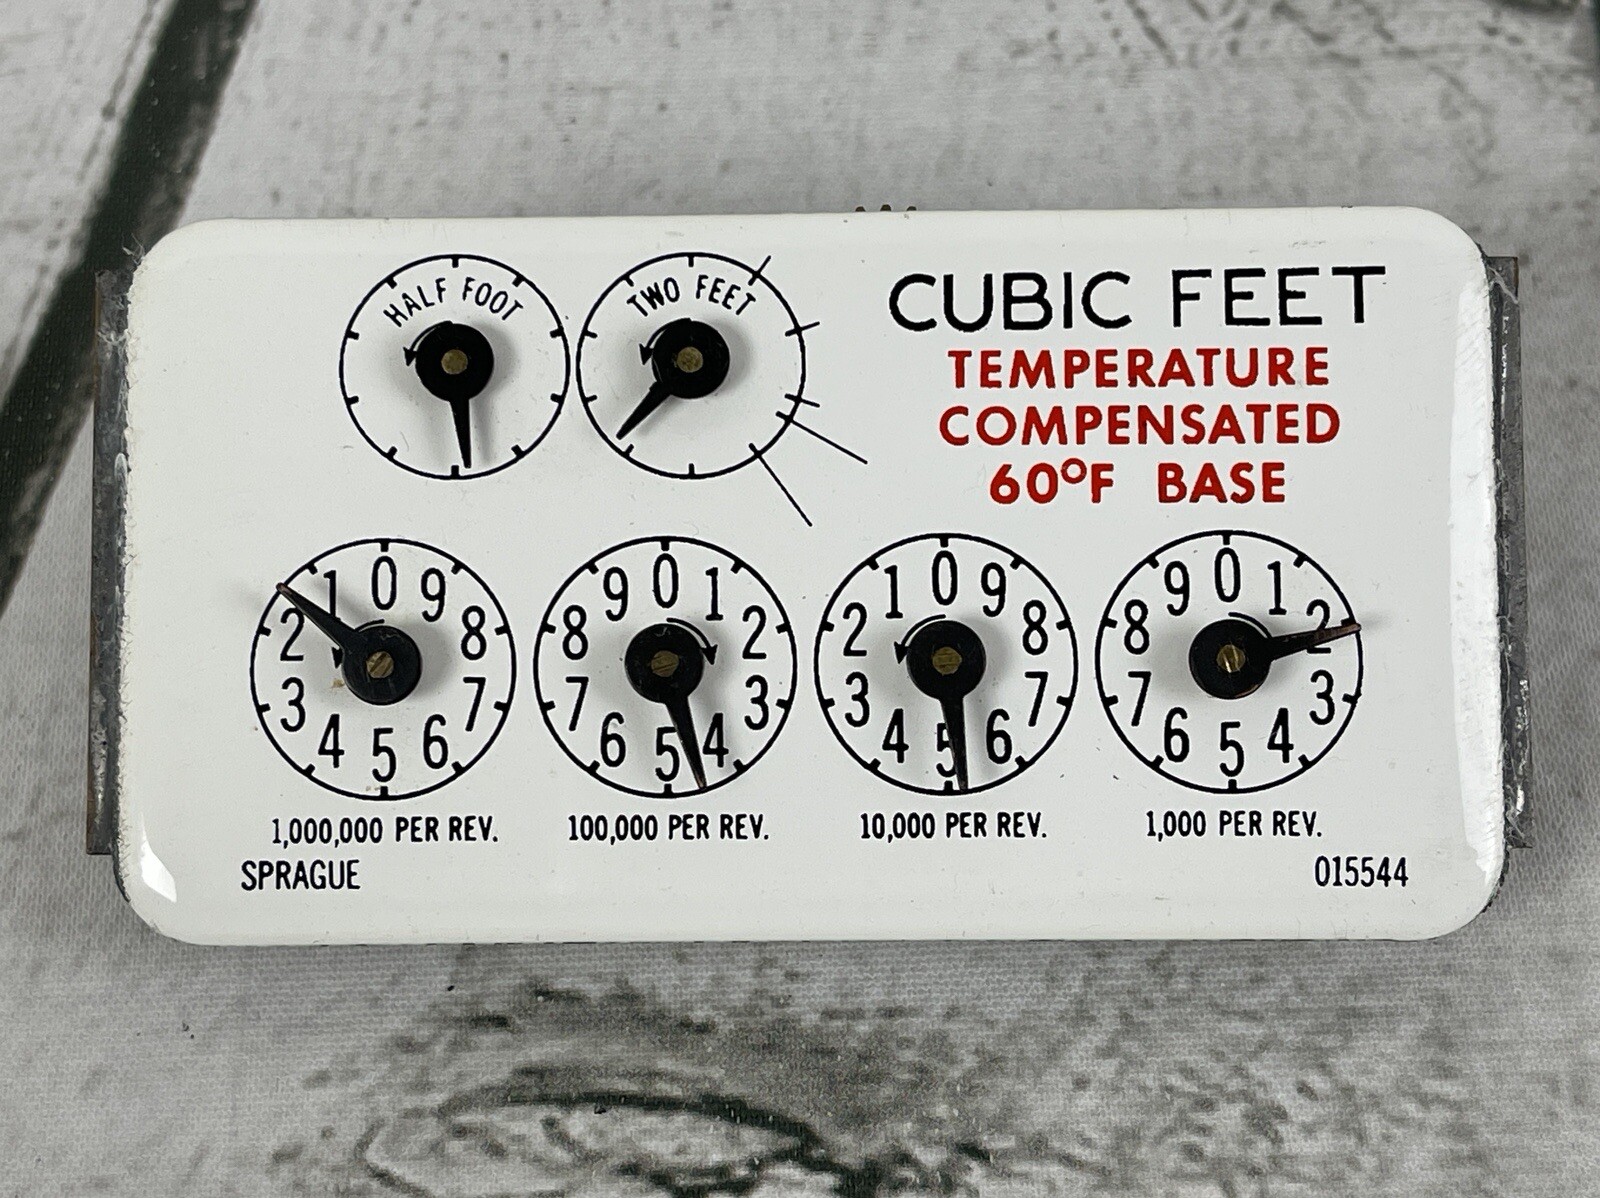 HALF FOOT
TWO FEET
CUBIC FEET
TEMPERATURE
COMPENSATED
60°F BASE
1 0 9
2 8
3 7
4 5 6
9 0 1
8 2
7 3
6 5 4
1 0 9
2 8
3 7
4 5 6
9 0 1
8 2
7 3
6 5 4
1,000,000 PER REV.
100,000 PER REV.
10,000 PER REV.
1,000 PER REV.
SPRAGUE
015544